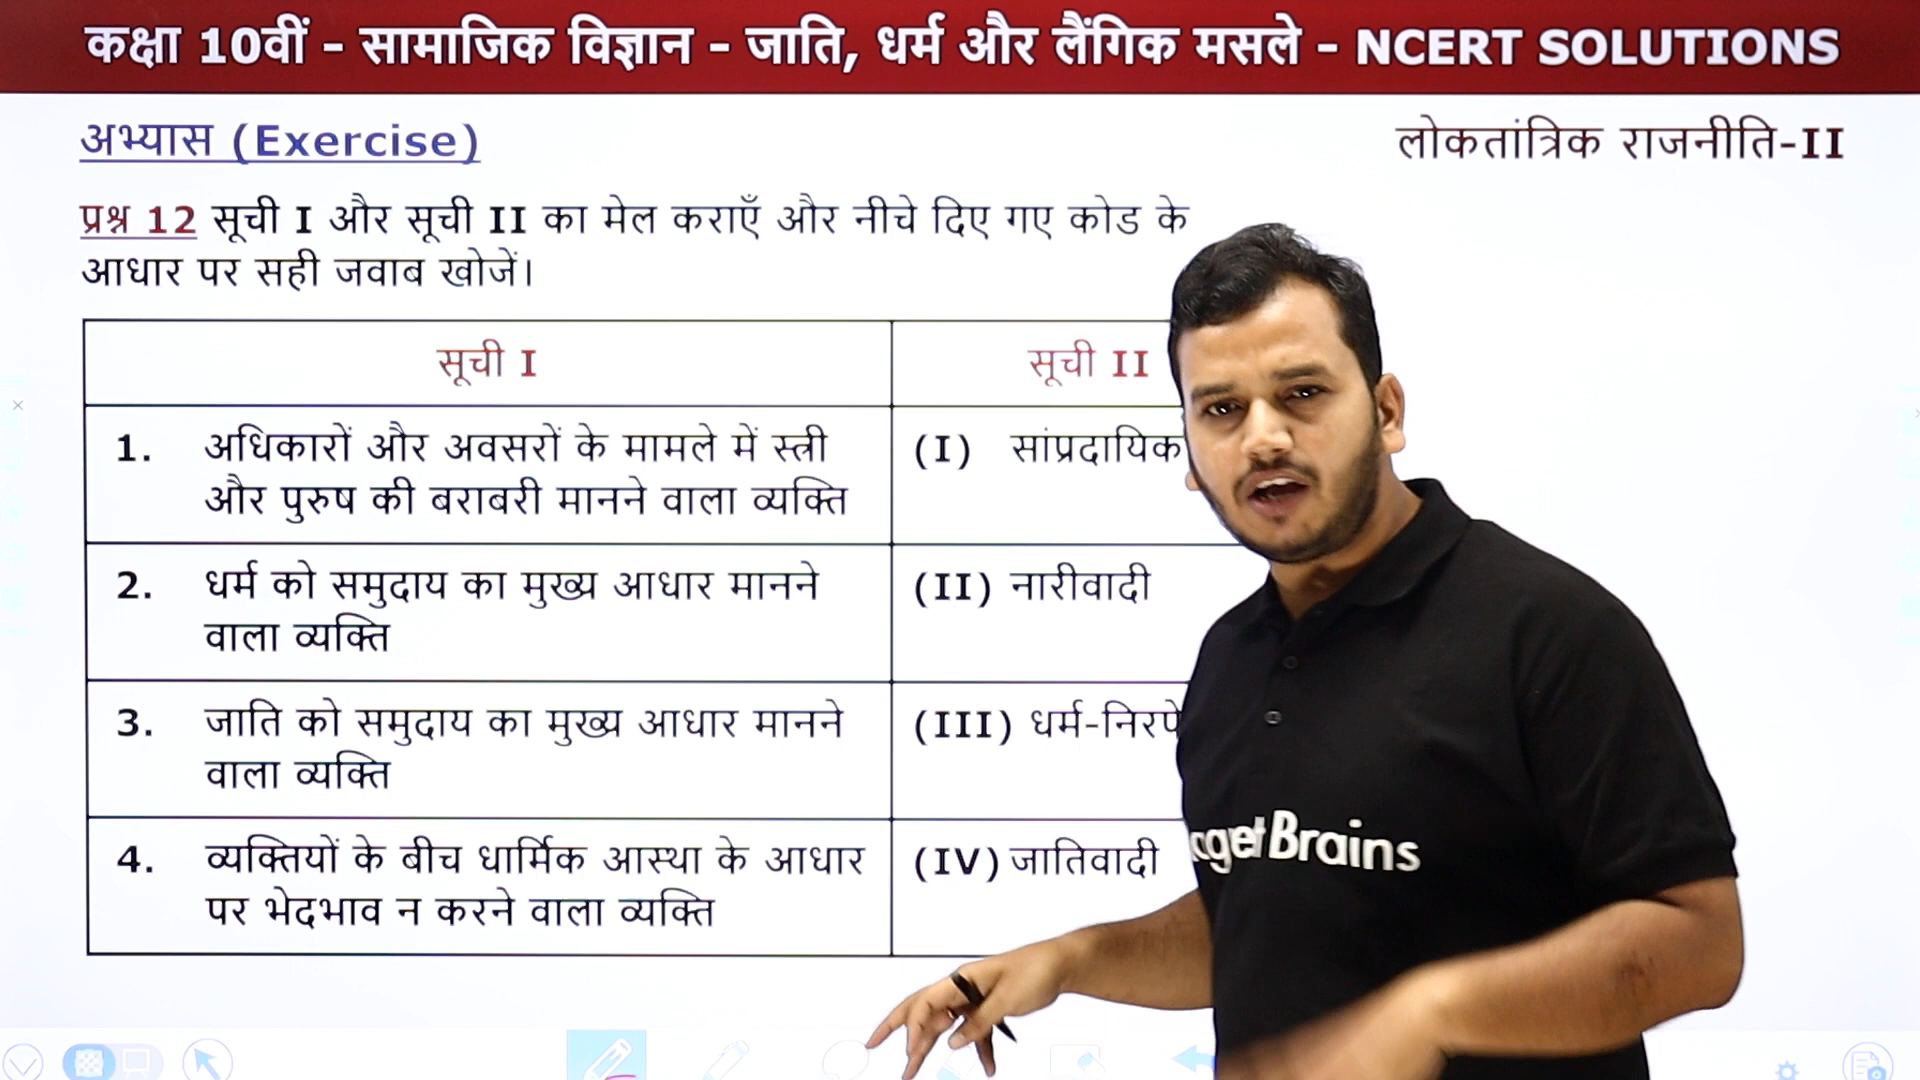 कक्षा 10वीं - सामाजिक विज्ञान - जाति, धर्म और लैंगिक मसले - NCERT SOLUTIONS
अभ्यास (Exercise)
लोकतांत्रिक राजनीति-II
प्रश्न 12 सूची I और सूची II का मेल कराएँ और नीचे दिए गए कोड के
आधार पर सही जवाब खोजें।
सूची I
सूची II
1. अधिकारों और अवसरों के मामले में स्त्री
और पुरुष की बराबरी मानने वाला व्यक्ति
(I) सांप्रदायिक
2. धर्म को समुदाय का मुख्य आधार मानने
वाला व्यक्ति
(II) नारीवादी
3. जाति को समुदाय का मुख्य आधार मानने
वाला व्यक्ति
(III) धर्म-निरपे
4. व्यक्तियों के बीच धार्मिक आस्था के आधार
पर भेदभाव न करने वाला व्यक्ति
(IV) जातिवादी
Brains